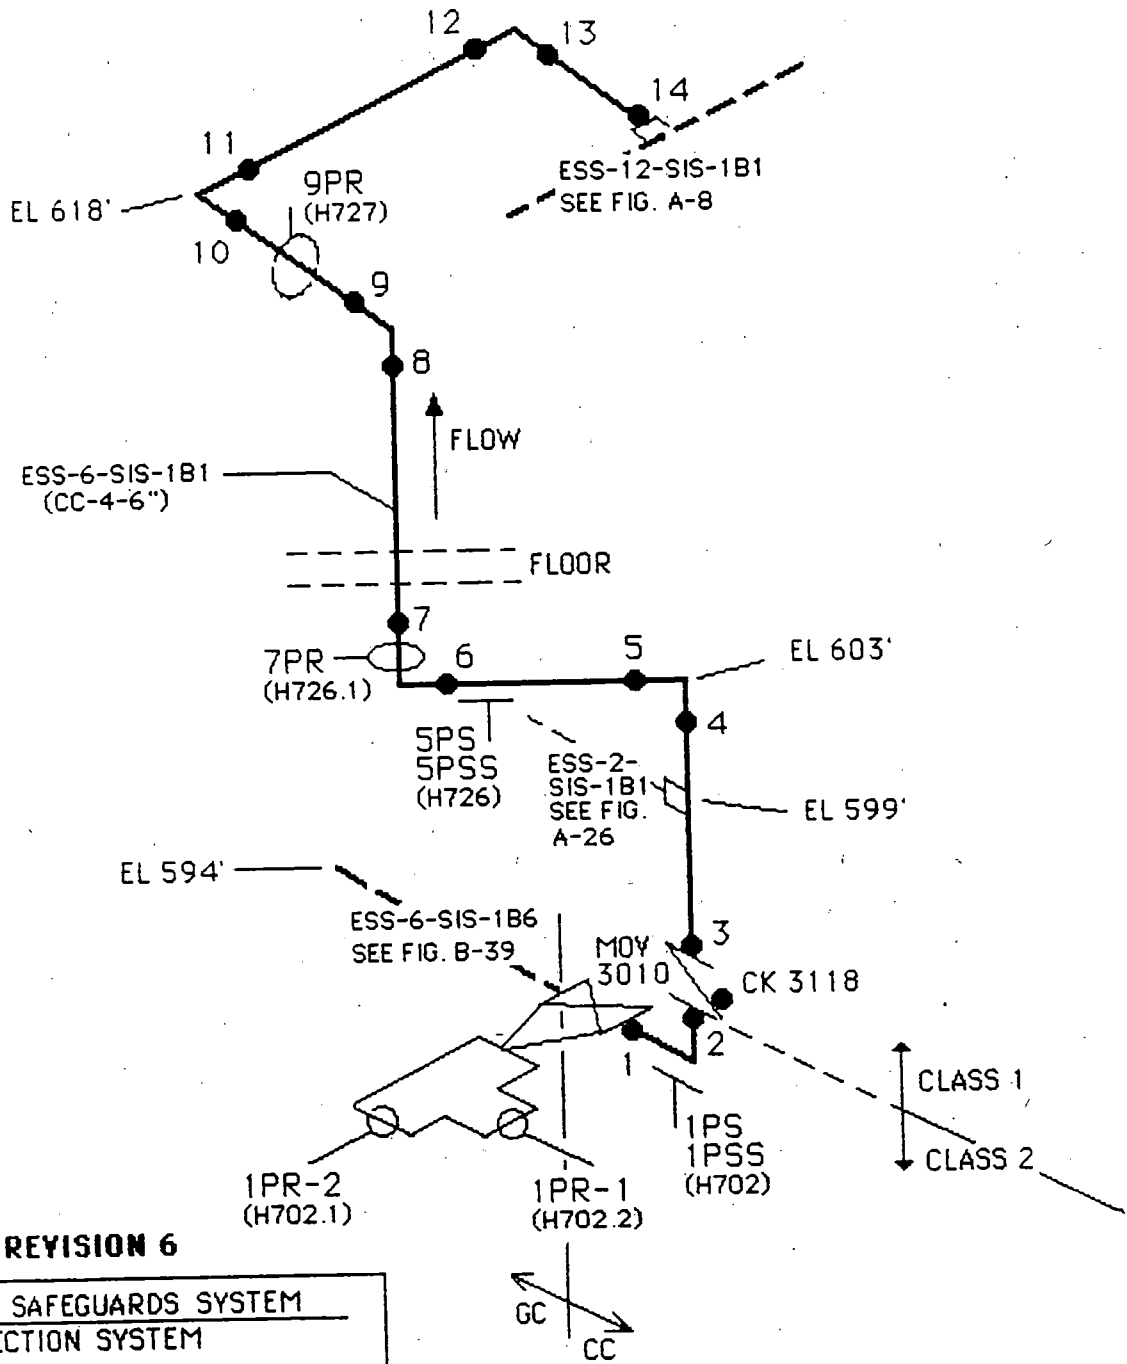 12
13
14
11
ESS-12-SIS-1B1
SEE FIG. A-8
9PR
(H727)
EL 618'
10
9
8
FLOW
ESS-6-SIS-1B1
(CC-4-6")
FLOOR
7
7PR
(H726.1)
6
5
EL 603'
4
5PS
5PSS
(H726)
ESS-2-
SIS-1B1
SEE FIG.
A-26
EL 599'
EL 594'
ESS-6-SIS-1B6
SEE FIG. B-39
3
MOV
3010
CK 3118
1
2
CLASS 1
CLASS 2
1PS
1PSS
(H702)
1PR-2
(H702.1)
1PR-1
(H702.2)
REVISION 6
SAFEGUARDS SYSTEM
ECTION SYSTEM
GC
CC